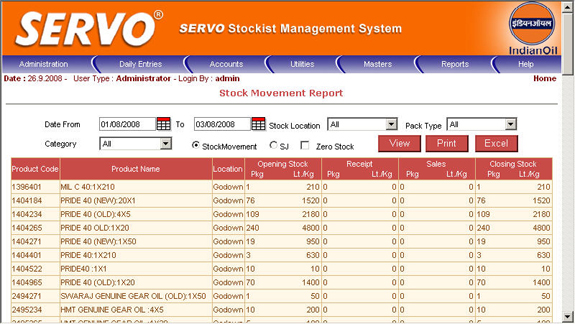 SERVO® SERVO Stockist Management System
इंडियनऑयल
IndianOil
Administration Daily Entries Accounts Utilities Masters Reports Help
Date : 26.9.2008 - User Type : Administrator - Login By : admin Home
Stock Movement Report
Date From 01/08/2008 To 03/08/2008 Stock Location All Pack Type All
Category All StockMovement SJ Zero Stock View Print Excel
Product Code Product Name Location Opening Stock Receipt Sales Closing Stock
Pkg Lt./Kg Pkg Lt./Kg Pkg Lt./Kg Pkg Lt./Kg
1396401 MIL C 40:1X210 Godown 1 210 0 0 0 0 1 210
1404184 PRIDE 40 (NEW):20X1 Godown 76 1520 0 0 0 0 76 1520
1404234 PRIDE 40 (OLD):4X5 Godown 109 2180 0 0 0 0 109 2180
1404265 PRIDE 40 OLD:1X20 Godown 240 4800 0 0 0 0 240 4800
1404271 PRIDE 40 (NEW):1X50 Godown 19 950 0 0 0 0 19 950
1404401 PRIDE 40:1X210 Godown 3 630 0 0 0 0 3 630
1404522 PRIDE40 :1X1 Godown 10 10 0 0 0 0 10 10
1404965 PRIDE 40 (OLD):1X20 Godown 70 1400 0 0 0 0 70 1400
2494271 SWARAJ GENUINE GEAR OIL (OLD):1X50 Godown 1 50 0 0 0 0 1 50
2495234 HMT GENUINE GEAR OIL :4X5 Godown 10 200 0 0 0 0 10 200